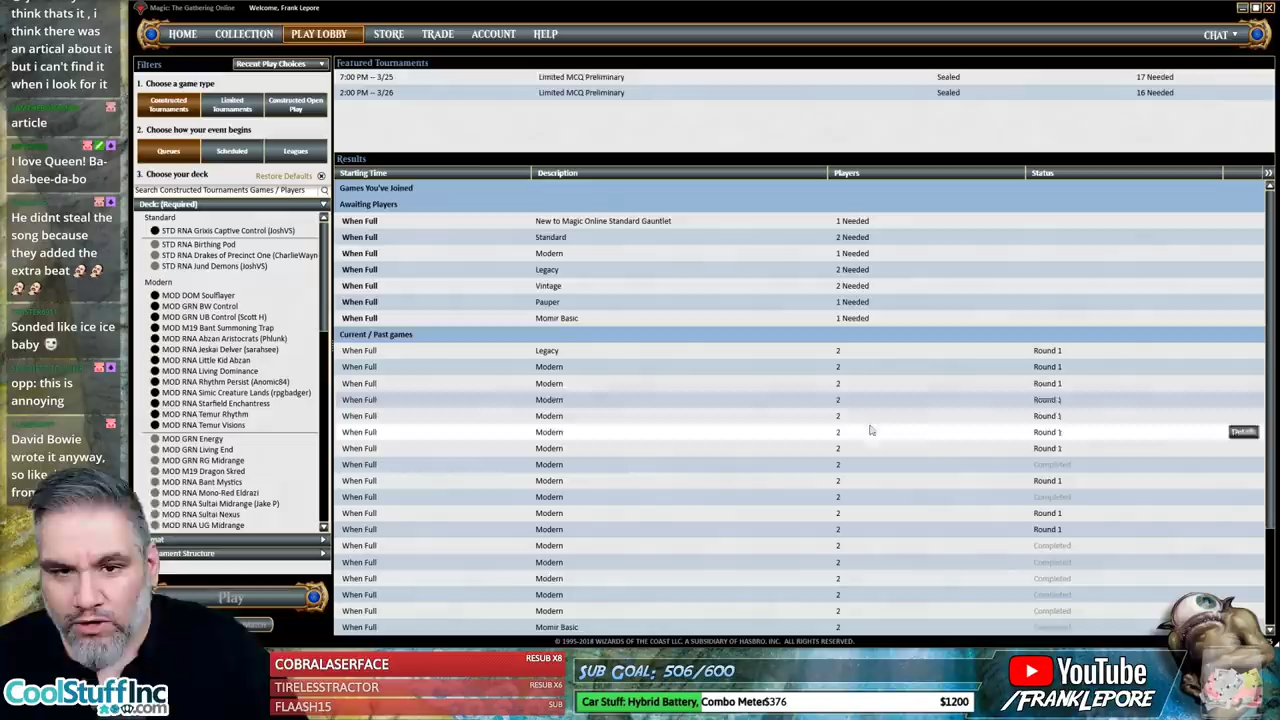 Magic: The Gathering Online
Welcome, Frank Lepore
HOME
COLLECTION
PLAY LOBBY
STORE
TRADE
ACCOUNT
HELP
CHAT
that's it , i
think there was
an artical about it
but i can't find it
when i look for it
article
I love Queen! Ba-
da-bee-da-bo
He didnt steal the
song because
they added the
extra beat
Sonded like ice ice
baby
opp: this is
annoying
David Bowie
wrote it anyway,
so like
from
Filters
Recent Play Choices
1. Choose a game type
Constructed Tournaments
Limited Tournaments
Constructed Open Play
2. Choose how your event begins
Queues
Scheduled
Leagues
3. Choose your deck
Restore Defaults
Search Constructed Tournaments Games / Players
Deck: (Required)
Standard
STD RNA Grixis Captive Control (JoshVS)
STD RNA Birthing Pod
STD RNA Drakes of Precinct One (CharlieWayn
STD RNA Jund Demons (JoshVS)
Modern
MOD DOM Soulflayer
MOD GRN BW Control
MOD GRN UB Control (Scott H)
MOD M19 Bant Summoning Trap
MOD RNA Abzan Aristocrats (Phlunk)
MOD RNA Jeskai Delver (sarahsee)
MOD RNA Little Kid Abzan
MOD RNA Living Dominance
MOD RNA Rhythm Persist (Anomic84)
MOD RNA Simic Creature Lands (rpgbadger)
MOD RNA Starfield Enchantress
MOD RNA Temur Rhythm
MOD RNA Temur Visions
MOD GRN Energy
MOD GRN Living End
MOD GRN RG Midrange
MOD M19 Dragon Skred
MOD RNA Bant Mystics
MOD RNA Mono-Red Eldrazi
MOD RNA Sultai Midrange (Jake P)
MOD RNA Sultai Nexus
MOD RNA UG Midrange
mat
ament Structure
Play
Featured Tournaments
7:00 PM -- 3/25 Limited MCQ Preliminary Sealed 17 Needed
2:00 PM -- 3/26 Limited MCQ Preliminary Sealed 16 Needed
Results
Starting Time Description Players Status
Games You've Joined
Awaiting Players
When Full New to Magic Online Standard Gauntlet 1 Needed
When Full Standard 2 Needed
When Full Modern 1 Needed
When Full Legacy 2 Needed
When Full Vintage 2 Needed
When Full Pauper 1 Needed
When Full Momir Basic 1 Needed
Current / Past games
When Full Legacy 2 Round 1
When Full Modern 2 Round 1
When Full Modern 2 Round 1
When Full Modern 2 Round 1
When Full Modern 2 Round 1
When Full Modern 2 Round 1 Details
When Full Modern 2 Round 1
When Full Modern 2 Completed
When Full Modern 2 Round 1
When Full Modern 2 Completed
When Full Modern 2 Round 1
When Full Modern 2 Round 1
When Full Modern 2 Completed
When Full Modern 2 Completed
When Full Modern 2 Completed
When Full Modern 2 Completed
When Full Modern 2 Completed
When Full Momir Basic 2
© 1995-2018 WIZARDS OF THE COAST LLC, A SUBSIDIARY OF HASBRO, INC. ALL RIGHTS RESERVED.
CoolStuffInc
.com
COBRALASERFACE RESUB X8
TIRELESSTRACTOR RESUB X6
FLAASH15 SUB
SUB GOAL: 506/600
Car Stuff: Hybrid Battery, Combo Meter $376 $1200
YouTube
/FRANKLEPORE